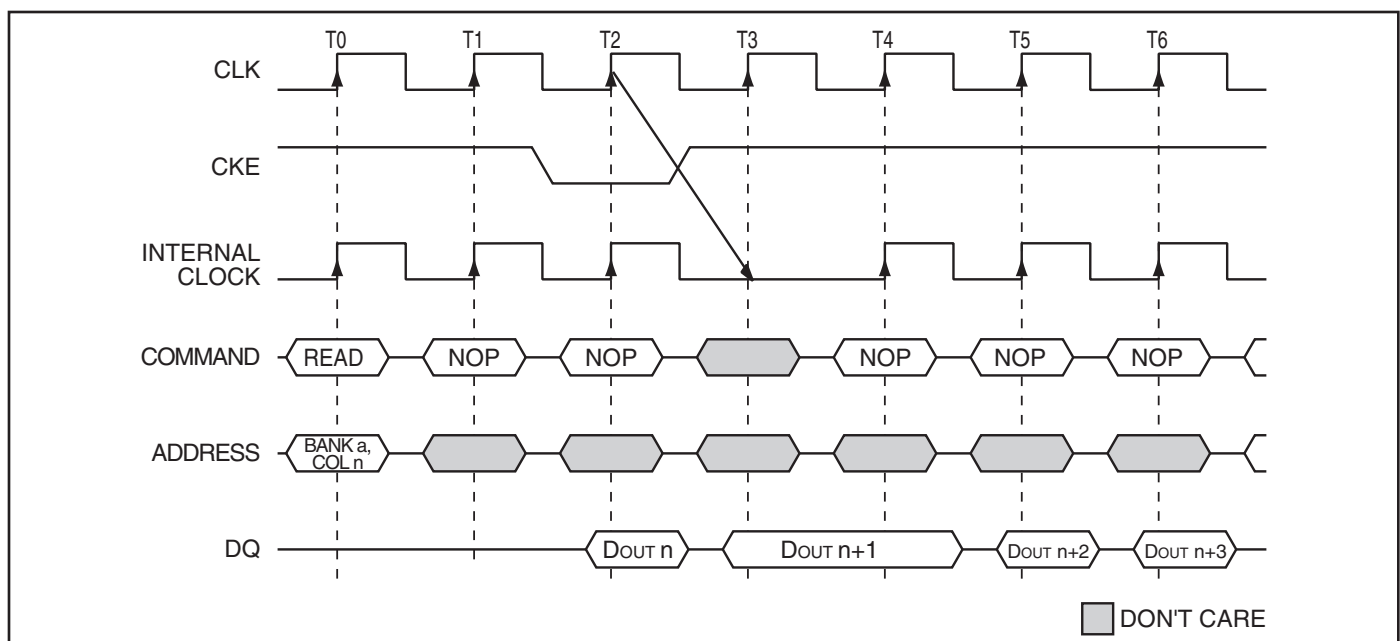 T0 T1 T2 T3 T4 T5 T6
CLK
CKE
INTERNAL
CLOCK
COMMAND READ NOP NOP NOP NOP NOP
ADDRESS BANK a,
COL n
DQ DOUT n DOUT n+1 DOUT n+2 DOUT n+3
DON'T CARE